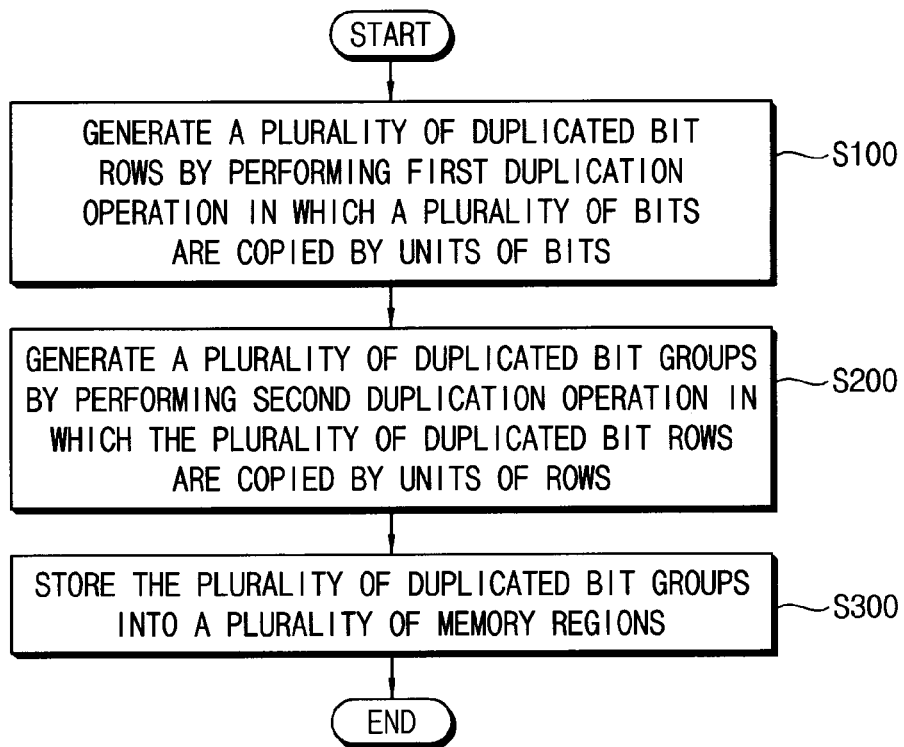 START
GENERATE A PLURALITY OF DUPLICATED BIT
ROWS BY PERFORMING FIRST DUPLICATION
OPERATION IN WHICH A PLURALITY OF BITS
ARE COPIED BY UNITS OF BITS
S100
GENERATE A PLURALITY OF DUPLICATED BIT GROUPS
BY PERFORMING SECOND DUPLICATION OPERATION IN
WHICH THE PLURALITY OF DUPLICATED BIT ROWS
ARE COPIED BY UNITS OF ROWS
S200
STORE THE PLURALITY OF DUPLICATED BIT GROUPS
INTO A PLURALITY OF MEMORY REGIONS
S300
END